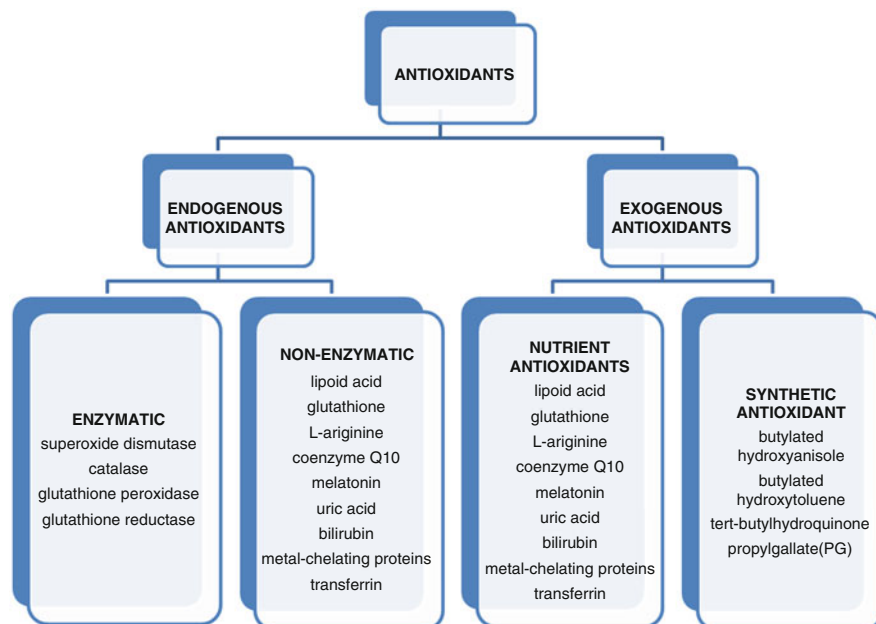 ANTIOXIDANTS
ENDOGENOUS
ANTIOXIDANTS
EXOGENOUS
ANTIOXIDANTS
ENZYMATIC
superoxide dismutase
catalase
glutathione peroxidase
glutathione reductase
NON-ENZYMATIC
lipoid acid
glutathione
L-ariginine
coenzyme Q10
melatonin
uric acid
bilirubin
metal-chelating proteins
transferrin
NUTRIENT
ANTIOXIDANTS
lipoid acid
glutathione
L-ariginine
coenzyme Q10
melatonin
uric acid
bilirubin
metal-chelating proteins
transferrin
SYNTHETIC
ANTIOXIDANT
butylated
hydroxyanisole
butylated
hydroxytoluene
tert-butylhydroquinone
propylgallate(PG)